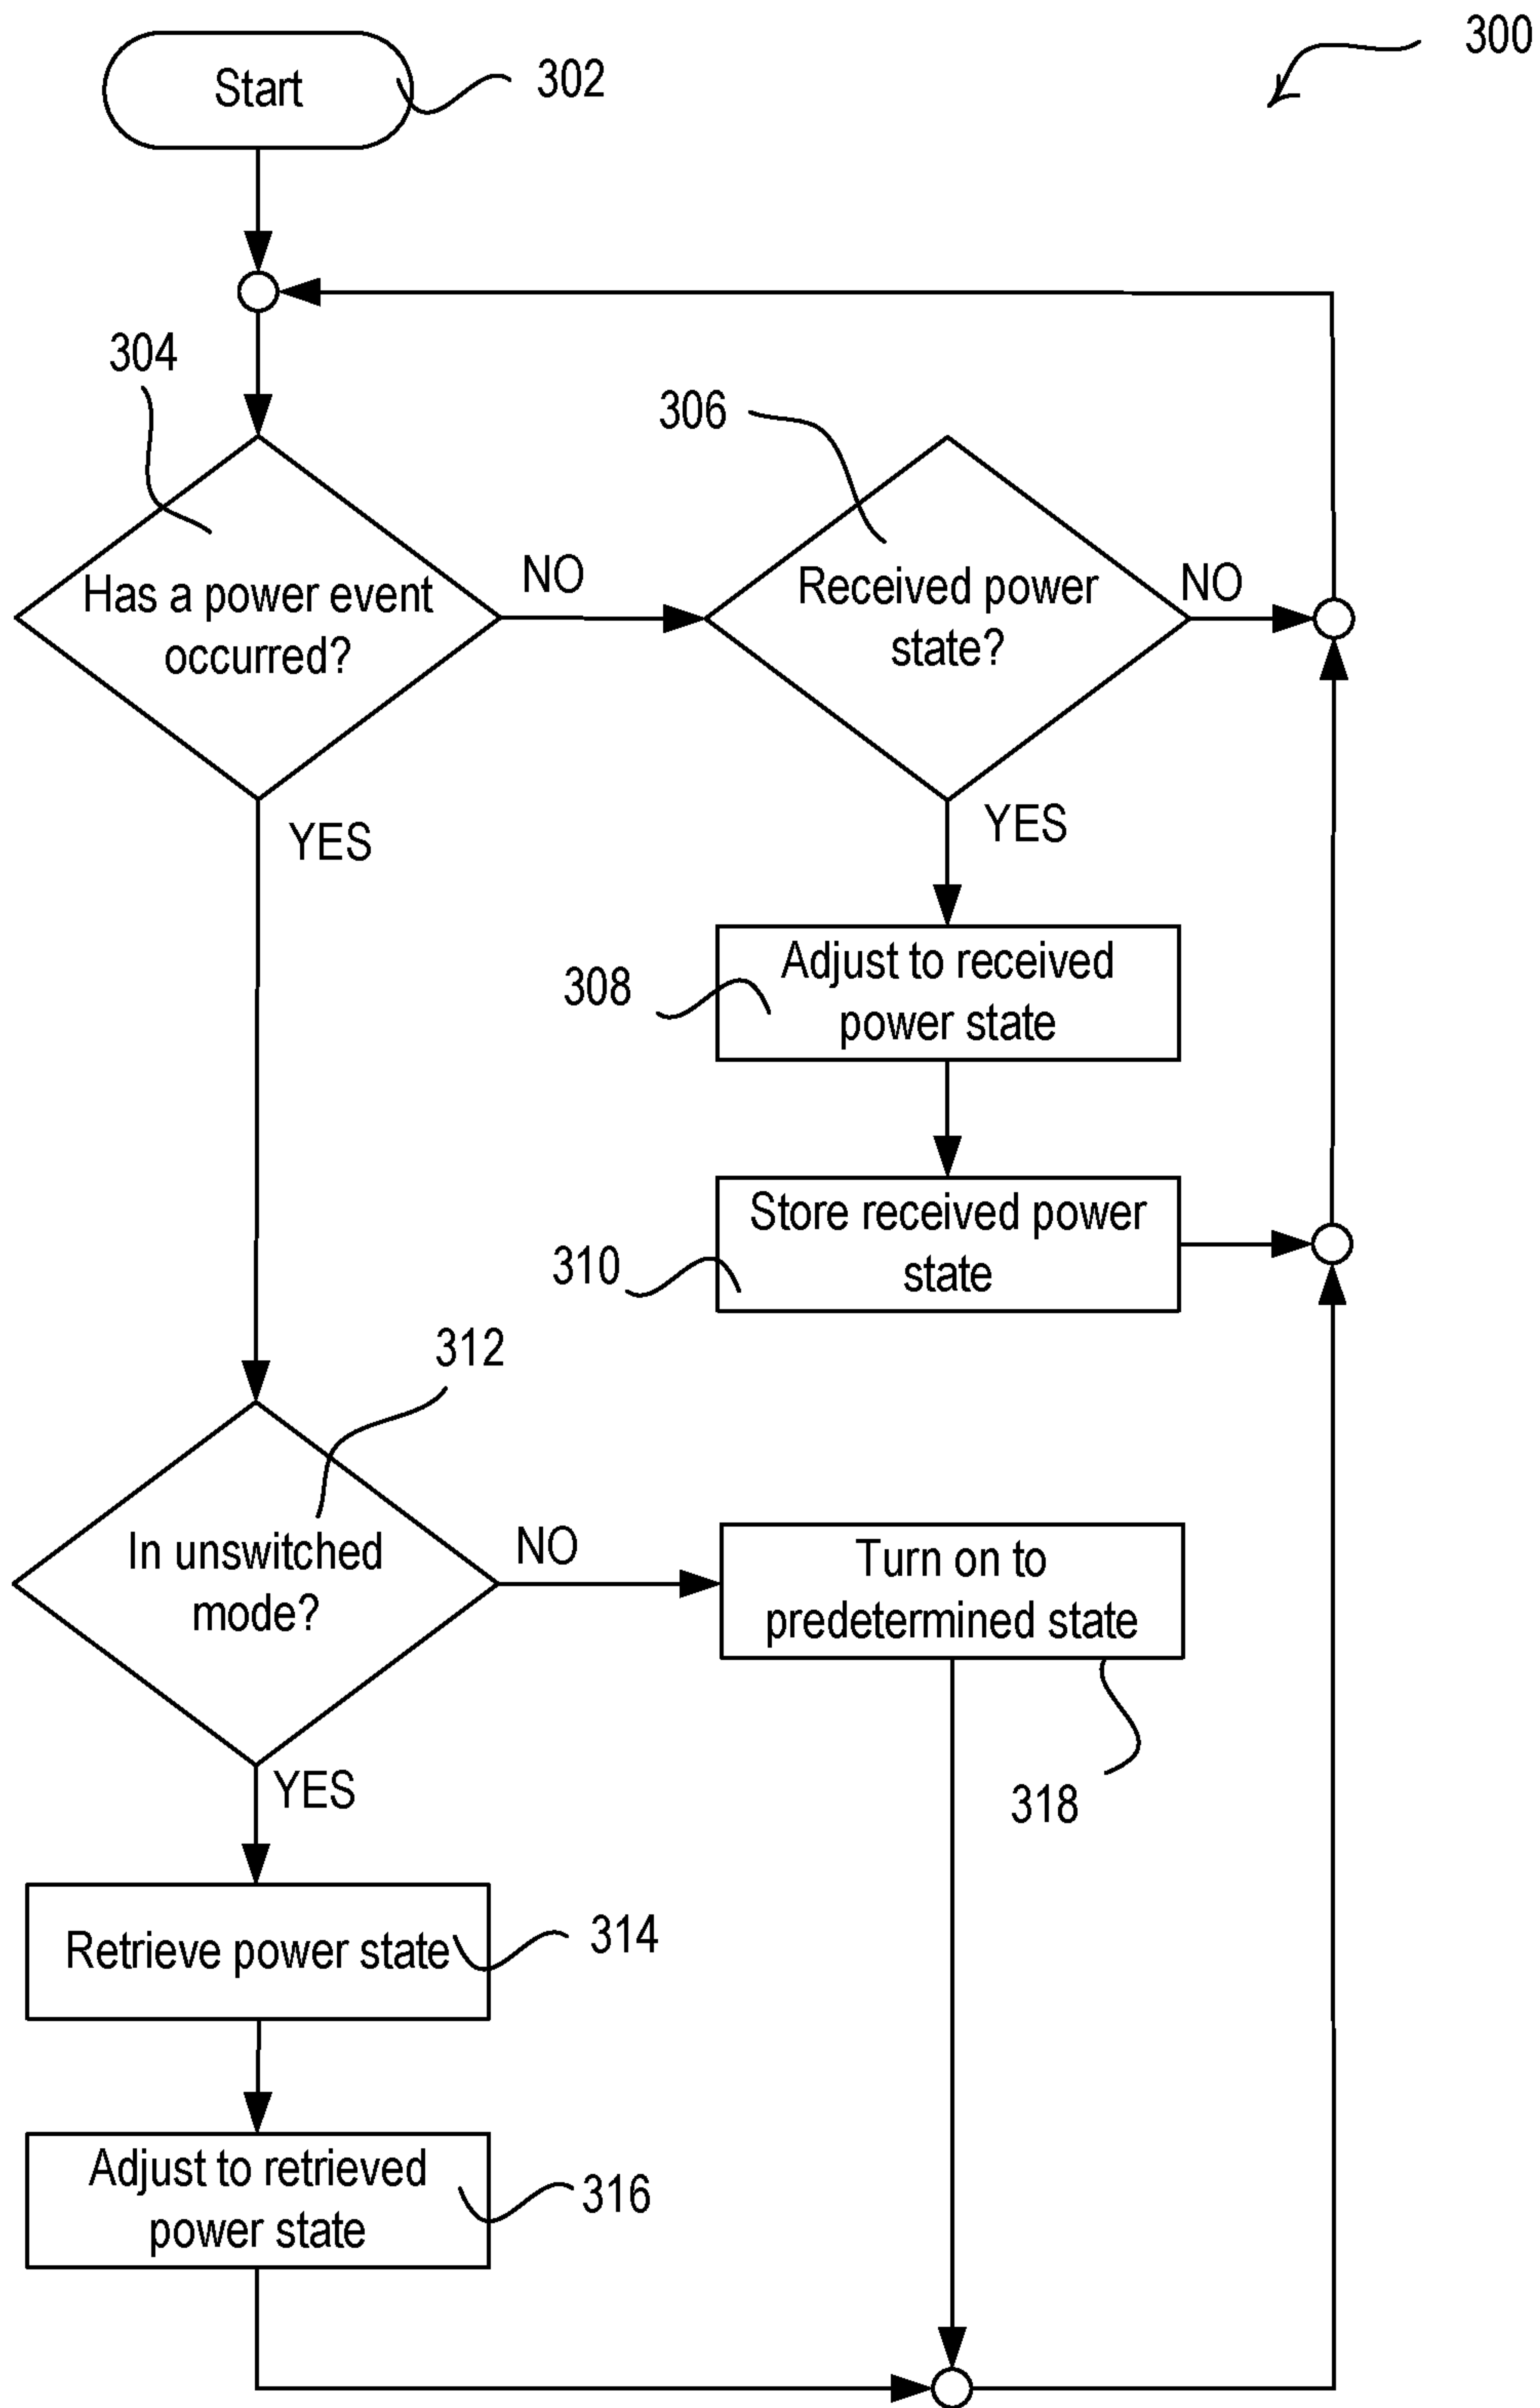 300
Start
302
304
306
Has a power event
occurred?
NO
Received power
state?
NO
YES
YES
Adjust to received
power state
308
Store received power
state
310
312
In unswitched
mode?
NO
Turn on to
predetermined state
318
YES
Retrieve power state
314
Adjust to retrieved
power state
316